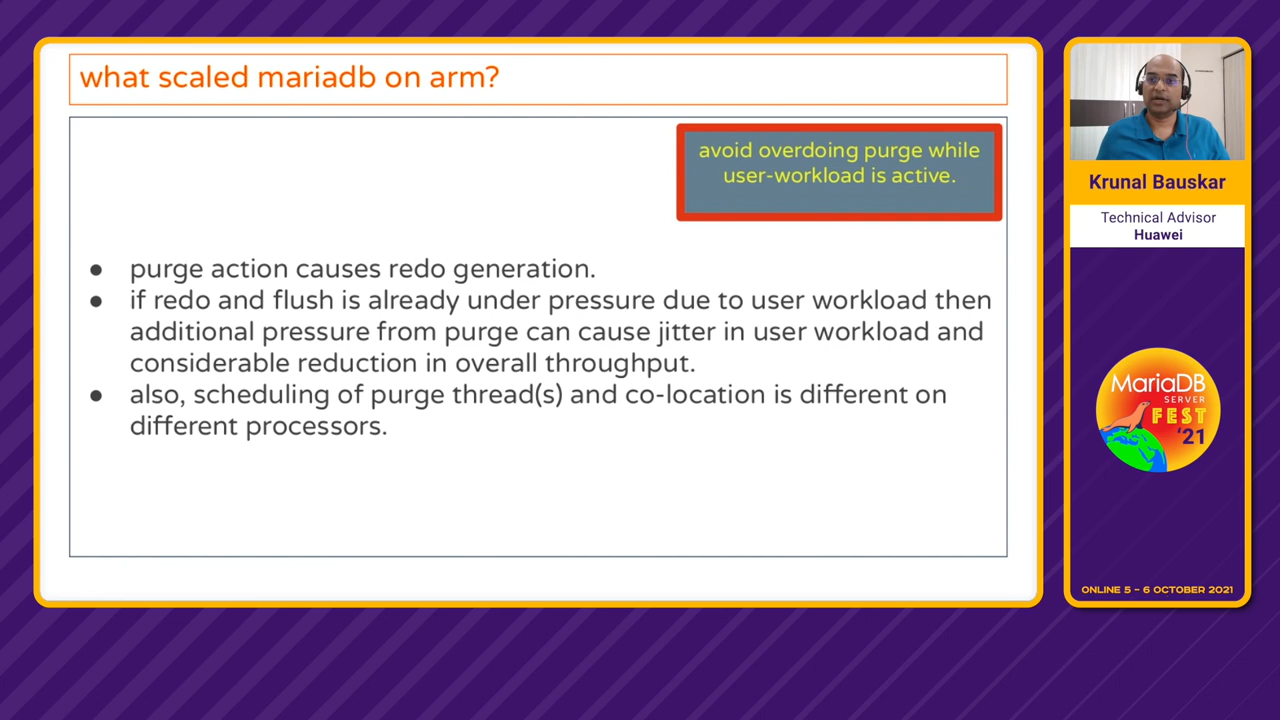 what scaled mariadb on arm?
avoid overdoing purge while
user-workload is active.
● purge action causes redo generation.
● if redo and flush is already under pressure due to user workload then
additional pressure from purge can cause jitter in user workload and
considerable reduction in overall throughput.
● also, scheduling of purge thread(s) and co-location is different on
different processors.
Krunal Bauskar
Technical Advisor
Huawei
MariaDB
SERVER
FEST
'21
ONLINE 5 - 6 OCTOBER 2021